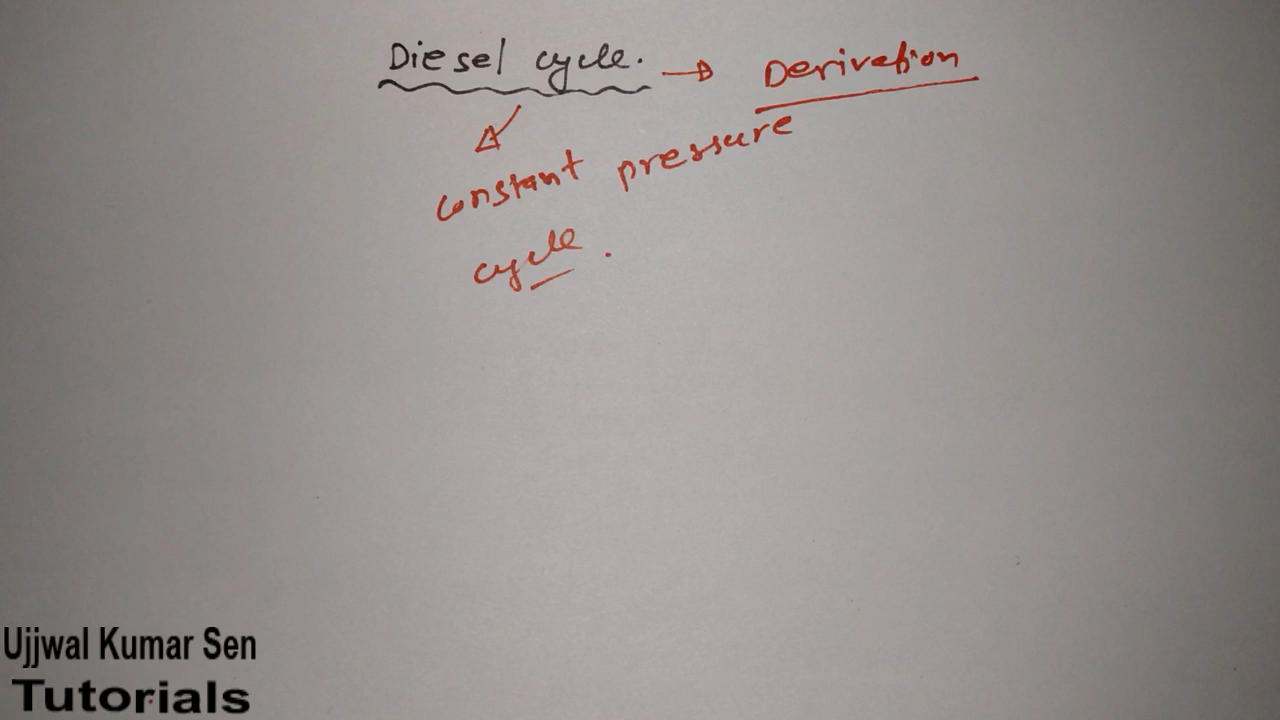 Diesel cycle. → Derivation
constant pressure
cycle.
Ujjwal Kumar Sen
Tutorials